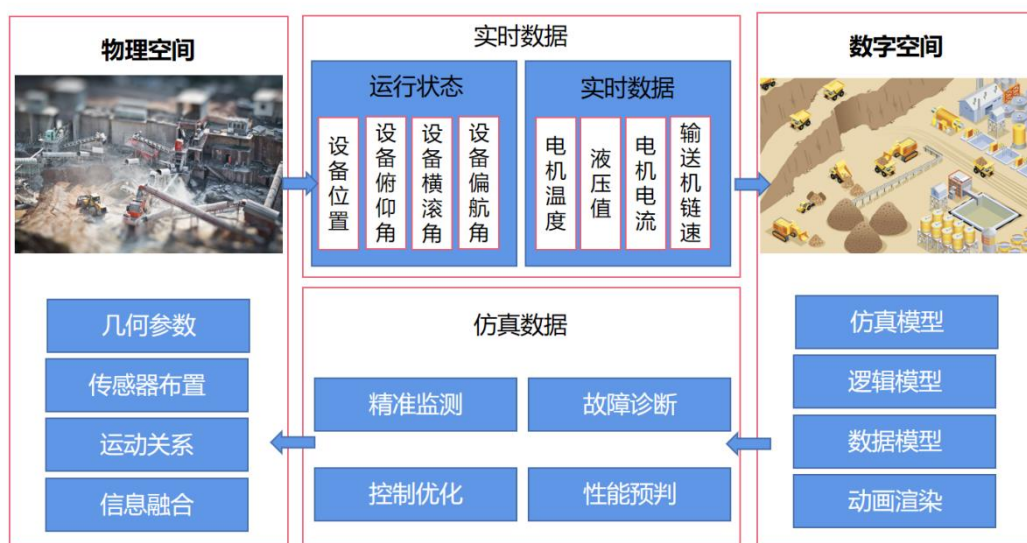 物理空间
几何参数
传感器布置
运动关系
信息融合
实时数据
运行状态
设备位置
设备俯仰角
设备横滚角
设备偏航角
实时数据
电机温度
液压值
电机电流
输送机链速
仿真数据
精准监测
故障诊断
控制优化
性能预判
数字空间
仿真模型
逻辑模型
数据模型
动画渲染